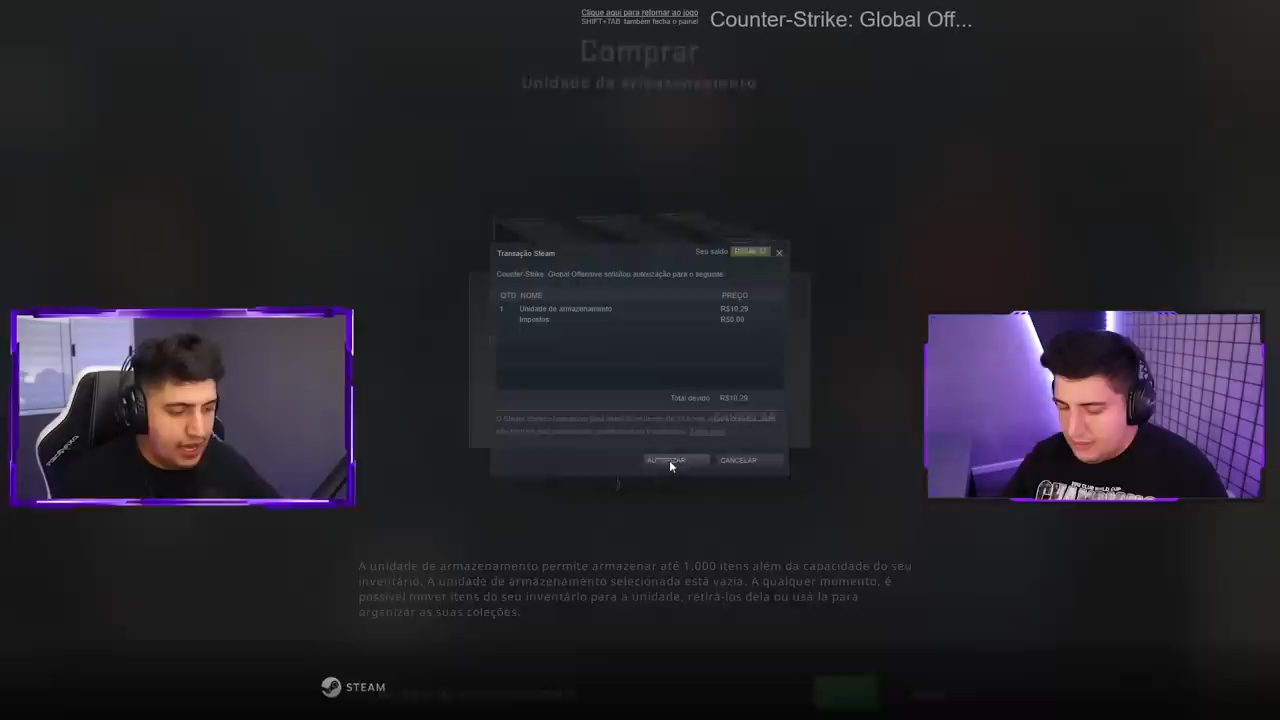 Clique aqui para retornar ao jogo
SHIFT+TAB também fecha o painel
Counter-Strike: Global Off...
Comprar
Unidade de armazenamento
Transação Steam
Seu saldo
Counter-Strike: Global Offensive solicitou autorização para o seguinte:
QTD NOME PREÇO
1 Unidade de armazenamento R$10,29
Impostos R$0,00
Total devido R$10,29
AUTORIZAR CANCELAR
A unidade de armazenamento permite armazenar até 1.000 itens além da capacidade do seu
inventário. A unidade de armazenamento selecionada está vazia. A qualquer momento, é
possível mover itens do seu inventário para a unidade, retirá-los dela ou usá-la para
organizar as suas coleções.
STEAM